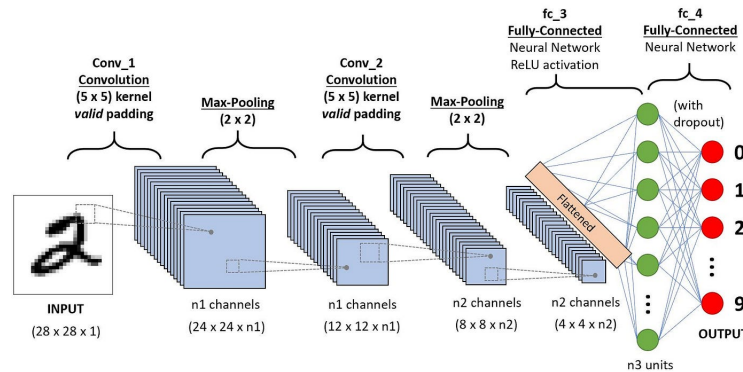 fc_3
Fully-Connected
Neural Network
ReLU activation
fc_4
Fully-Connected
Neural Network
Conv_1
Convolution
(5 x 5) kernel
valid padding
Max-Pooling
(2 x 2)
Conv_2
Convolution
(5 x 5) kernel
valid padding
Max-Pooling
(2 x 2)
(with
dropout)
Flattened
0
1
2
9
INPUT
(28 x 28 x 1)
n1 channels
(24 x 24 x n1)
n1 channels
(12 x 12 x n1)
n2 channels
(8 x 8 x n2)
n2 channels
(4 x 4 x n2)
n3 units
OUTPUT